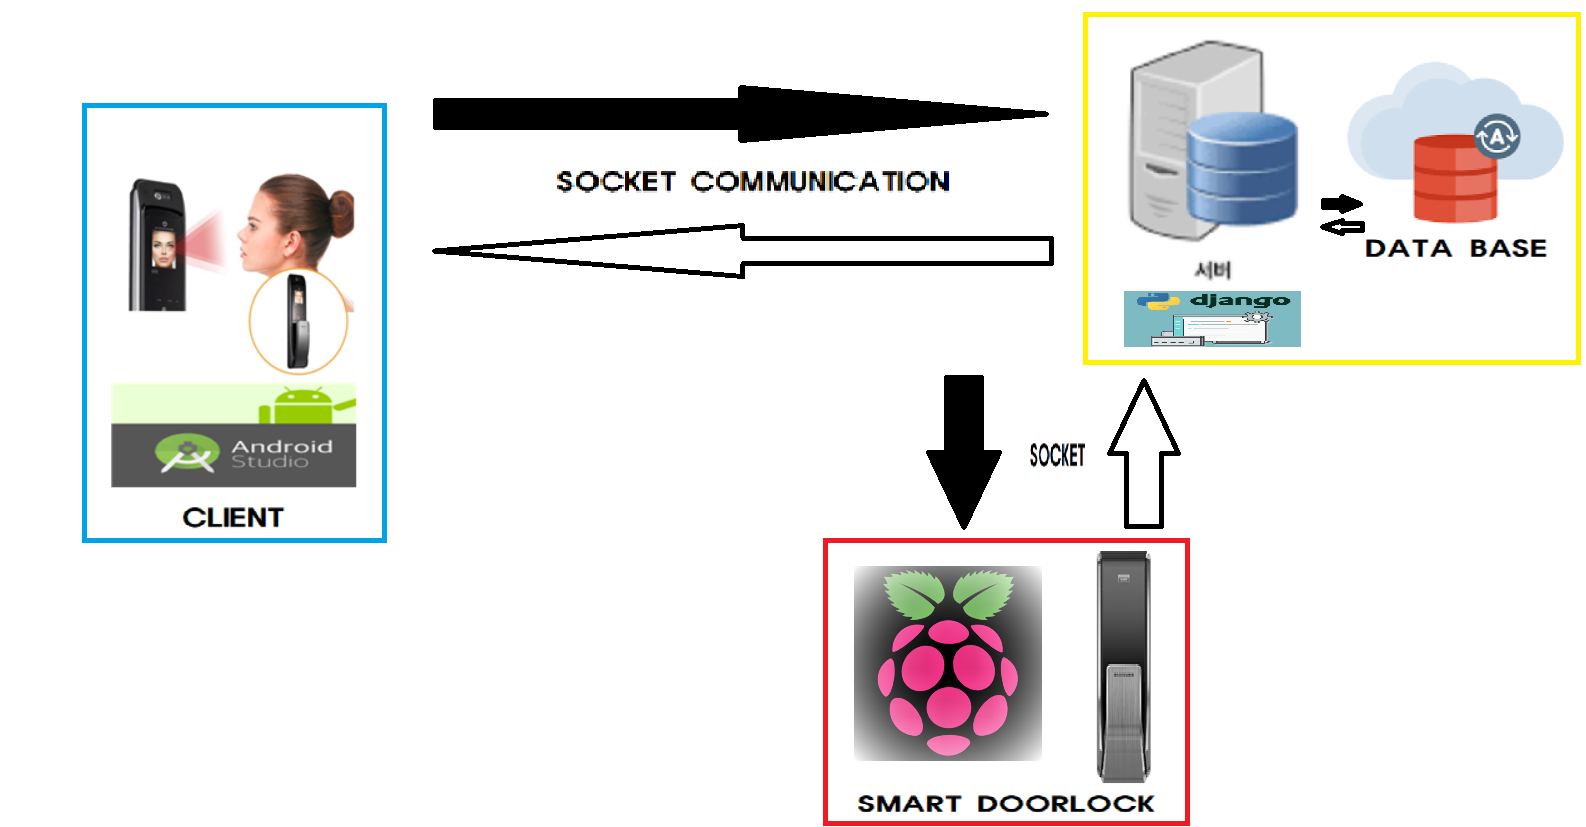 SOCKET COMMUNICATION
서버
django
DATA BASE
Android
Studio
CLIENT
SOCKET
SMART DOORLOCK
A